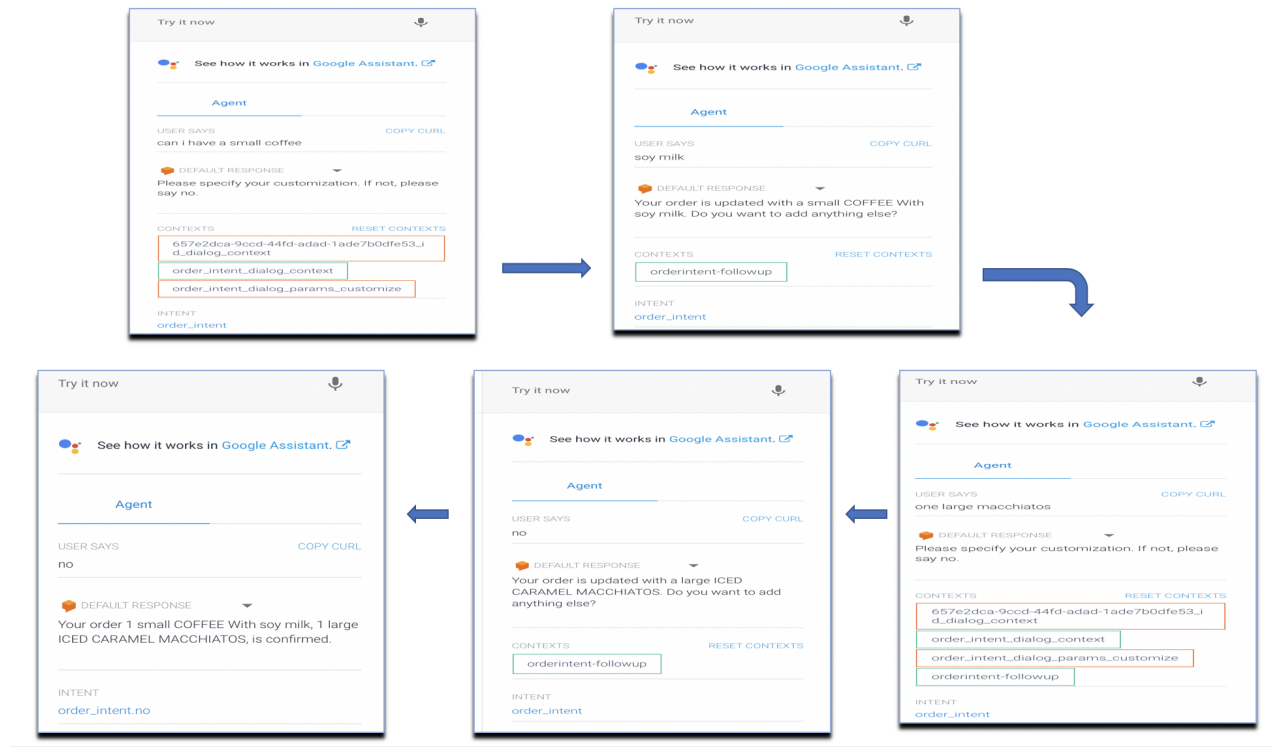 Try it now
See how it works in Google Assistant.
Agent
USER SAYS
COPY CURL
can i have a small coffee
DEFAULT RESPONSE
Please specify your customization. If not, please
say no.
CONTEXTS
RESET CONTEXTS
657e2dca-9ccd-44fd-adad-1ade7b0dfe53_i
d_dialog_context
order_intent_dialog_context
order_intent_dialog_params_customize
INTENT
order_intent
Try it now
See how it works in Google Assistant.
Agent
USER SAYS
COPY CURL
soy milk
DEFAULT RESPONSE
Your order is updated with a small COFFEE With
soy milk. Do you want to add anything else?
CONTEXTS
RESET CONTEXTS
orderintent-followup
INTENT
order_intent
Try it now
See how it works in Google Assistant.
Agent
USER SAYS
COPY CURL
one large macchiatos
DEFAULT RESPONSE
Please specify your customization. If not, please
say no.
CONTEXTS
RESET CONTEXTS
657e2dca-9ccd-44fd-adad-1ade7b0dfe53_i
d_dialog_context
order_intent_dialog_context
order_intent_dialog_params_customize
orderintent-followup
INTENT
order_intent
Try it now
See how it works in Google Assistant.
Agent
USER SAYS
COPY CURL
no
DEFAULT RESPONSE
Your order is updated with a large ICED
CARAMEL MACCHIATOS. Do you want to add
anything else?
CONTEXTS
RESET CONTEXTS
orderintent-followup
INTENT
order_intent
Try it now
See how it works in Google Assistant.
Agent
USER SAYS
COPY CURL
no
DEFAULT RESPONSE
Your order 1 small COFFEE With soy milk, 1 large
ICED CARAMEL MACCHIATOS, is confirmed.
INTENT
order_intent.no